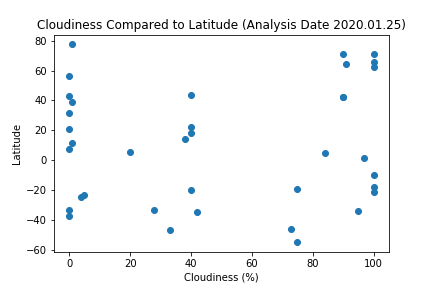 Cloudiness Compared to Latitude (Analysis Date 2020.01.25)
80
60
40
20
0
−20
−40
−60
Latitude
0 20 40 60 80 100
Cloudiness (%)